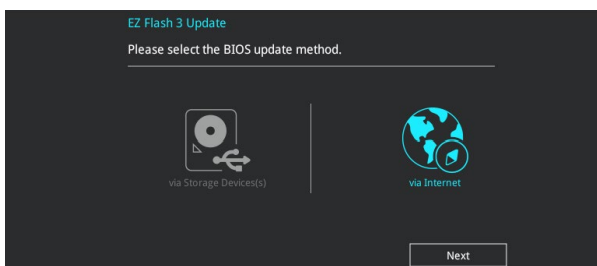 EZ Flash 3 Update
Please select the BIOS update method.
via Storage Devices(s)
via Internet
Next